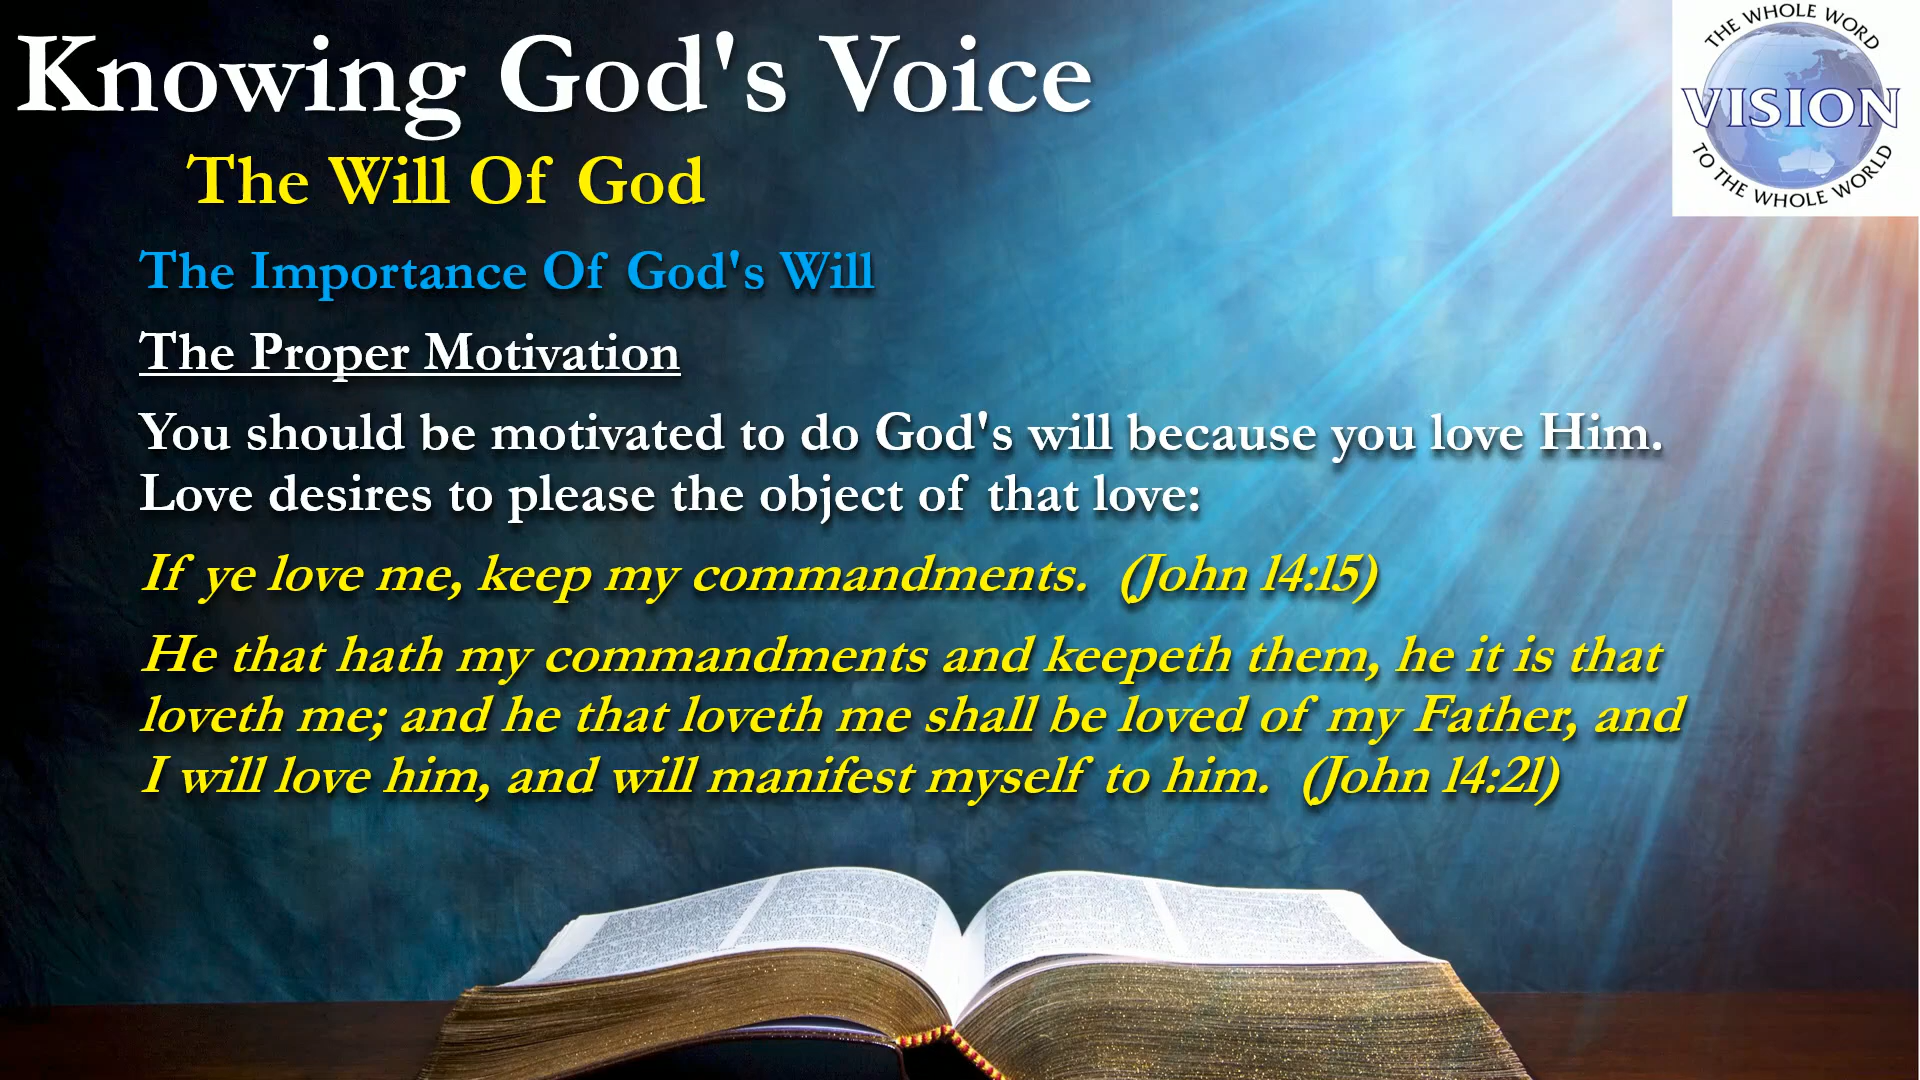 Knowing God's Voice
The Will Of God
The Importance Of God's Will
The Proper Motivation
You should be motivated to do God's will because you love Him.
Love desires to please the object of that love:
If ye love me, keep my commandments. (John 14:15)
He that hath my commandments and keepeth them, he it is that
loveth me; and he that loveth me shall be loved of my Father, and
I will love him, and will manifest myself to him. (John 14:21)
THE WHOLE WORD
VISION
TO THE WHOLE WORLD